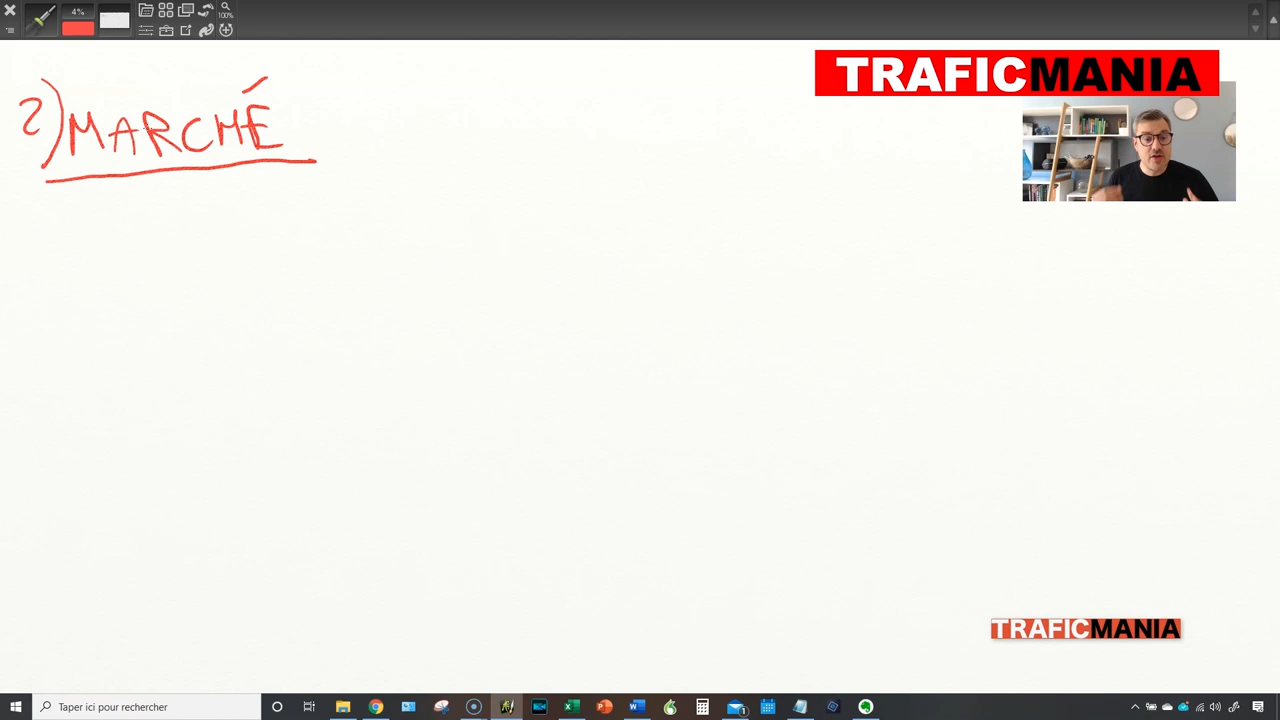 4%
100%
TRAFICMANIA
2) MARCHÉ
TRAFICMANIA
Taper ici pour rechercher